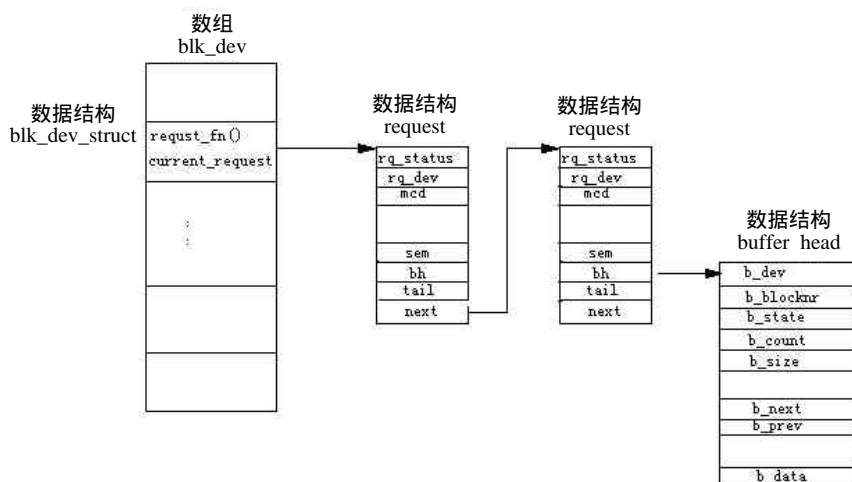 数组
blk_dev
数据结构
blk_dev_struct
requst_fn()
current_request
:
:
数据结构
request
rq_status
rq_dev
mcd
sem
bh
tail
next
数据结构
request
rq_status
rq_dev
mcd
sem
bh
tail
next
数据结构
buffer head
b_dev
b_blocknr
b_state
b_count
b_size
b_next
b_prev
b_data